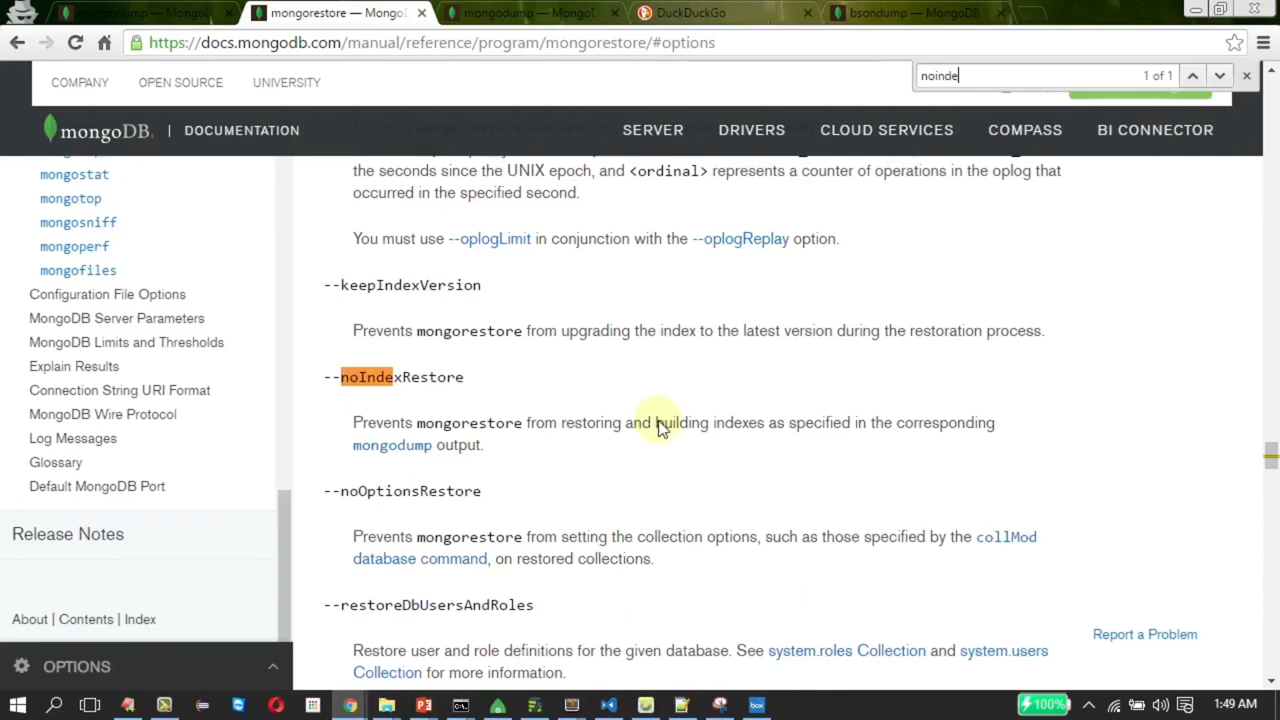 mongodump — MongoD
mongorestore — MongoD
mongodump — MongoD
DuckDuckGo
bsondump — MongoDB
https://docs.mongodb.com/manual/reference/program/mongorestore/#options
noinde
1 of 1
COMPANY
OPEN SOURCE
UNIVERSITY
mongoDB.
DOCUMENTATION
SERVER
DRIVERS
CLOUD SERVICES
COMPASS
BI CONNECTOR
mongostat
mongotop
mongosniff
mongoperf
mongofiles
Configuration File Options
MongoDB Server Parameters
MongoDB Limits and Thresholds
Explain Results
Connection String URI Format
MongoDB Wire Protocol
Log Messages
Glossary
Default MongoDB Port
Release Notes
About | Contents | Index
OPTIONS
the seconds since the UNIX epoch, and <ordinal> represents a counter of operations in the oplog that
occurred in the specified second.
You must use --oplogLimit in conjunction with the --oplogReplay option.
--keepIndexVersion
Prevents mongorestore from upgrading the index to the latest version during the restoration process.
--noIndexRestore
Prevents mongorestore from restoring and building indexes as specified in the corresponding
mongodump output.
--noOptionsRestore
Prevents mongorestore from setting the collection options, such as those specified by the collMod
database command, on restored collections.
--restoreDbUsersAndRoles
Restore user and role definitions for the given database. See system.roles Collection and system.users
Collection for more information.
Report a Problem
100%
1:49 AM